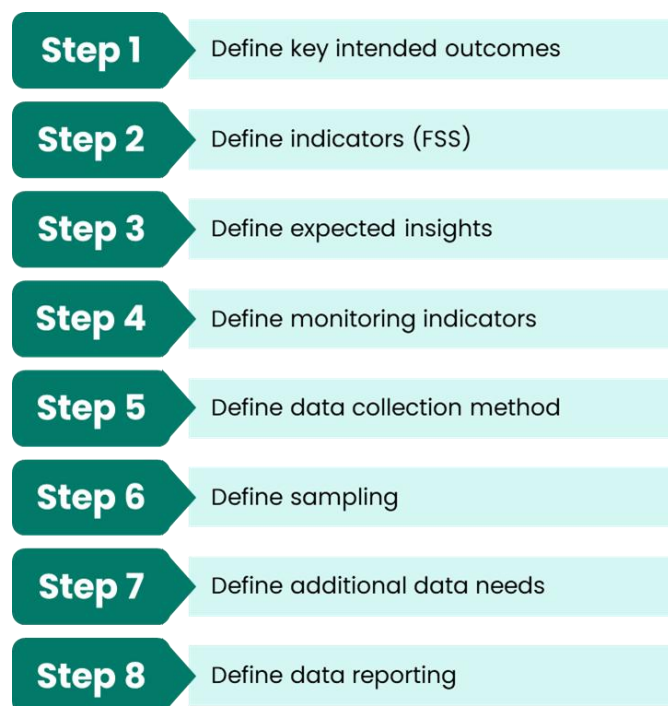 Step 1 Define key intended outcomes
Step 2 Define indicators (FSS)
Step 3 Define expected insights
Step 4 Define monitoring indicators
Step 5 Define data collection method
Step 6 Define sampling
Step 7 Define additional data needs
Step 8 Define data reporting